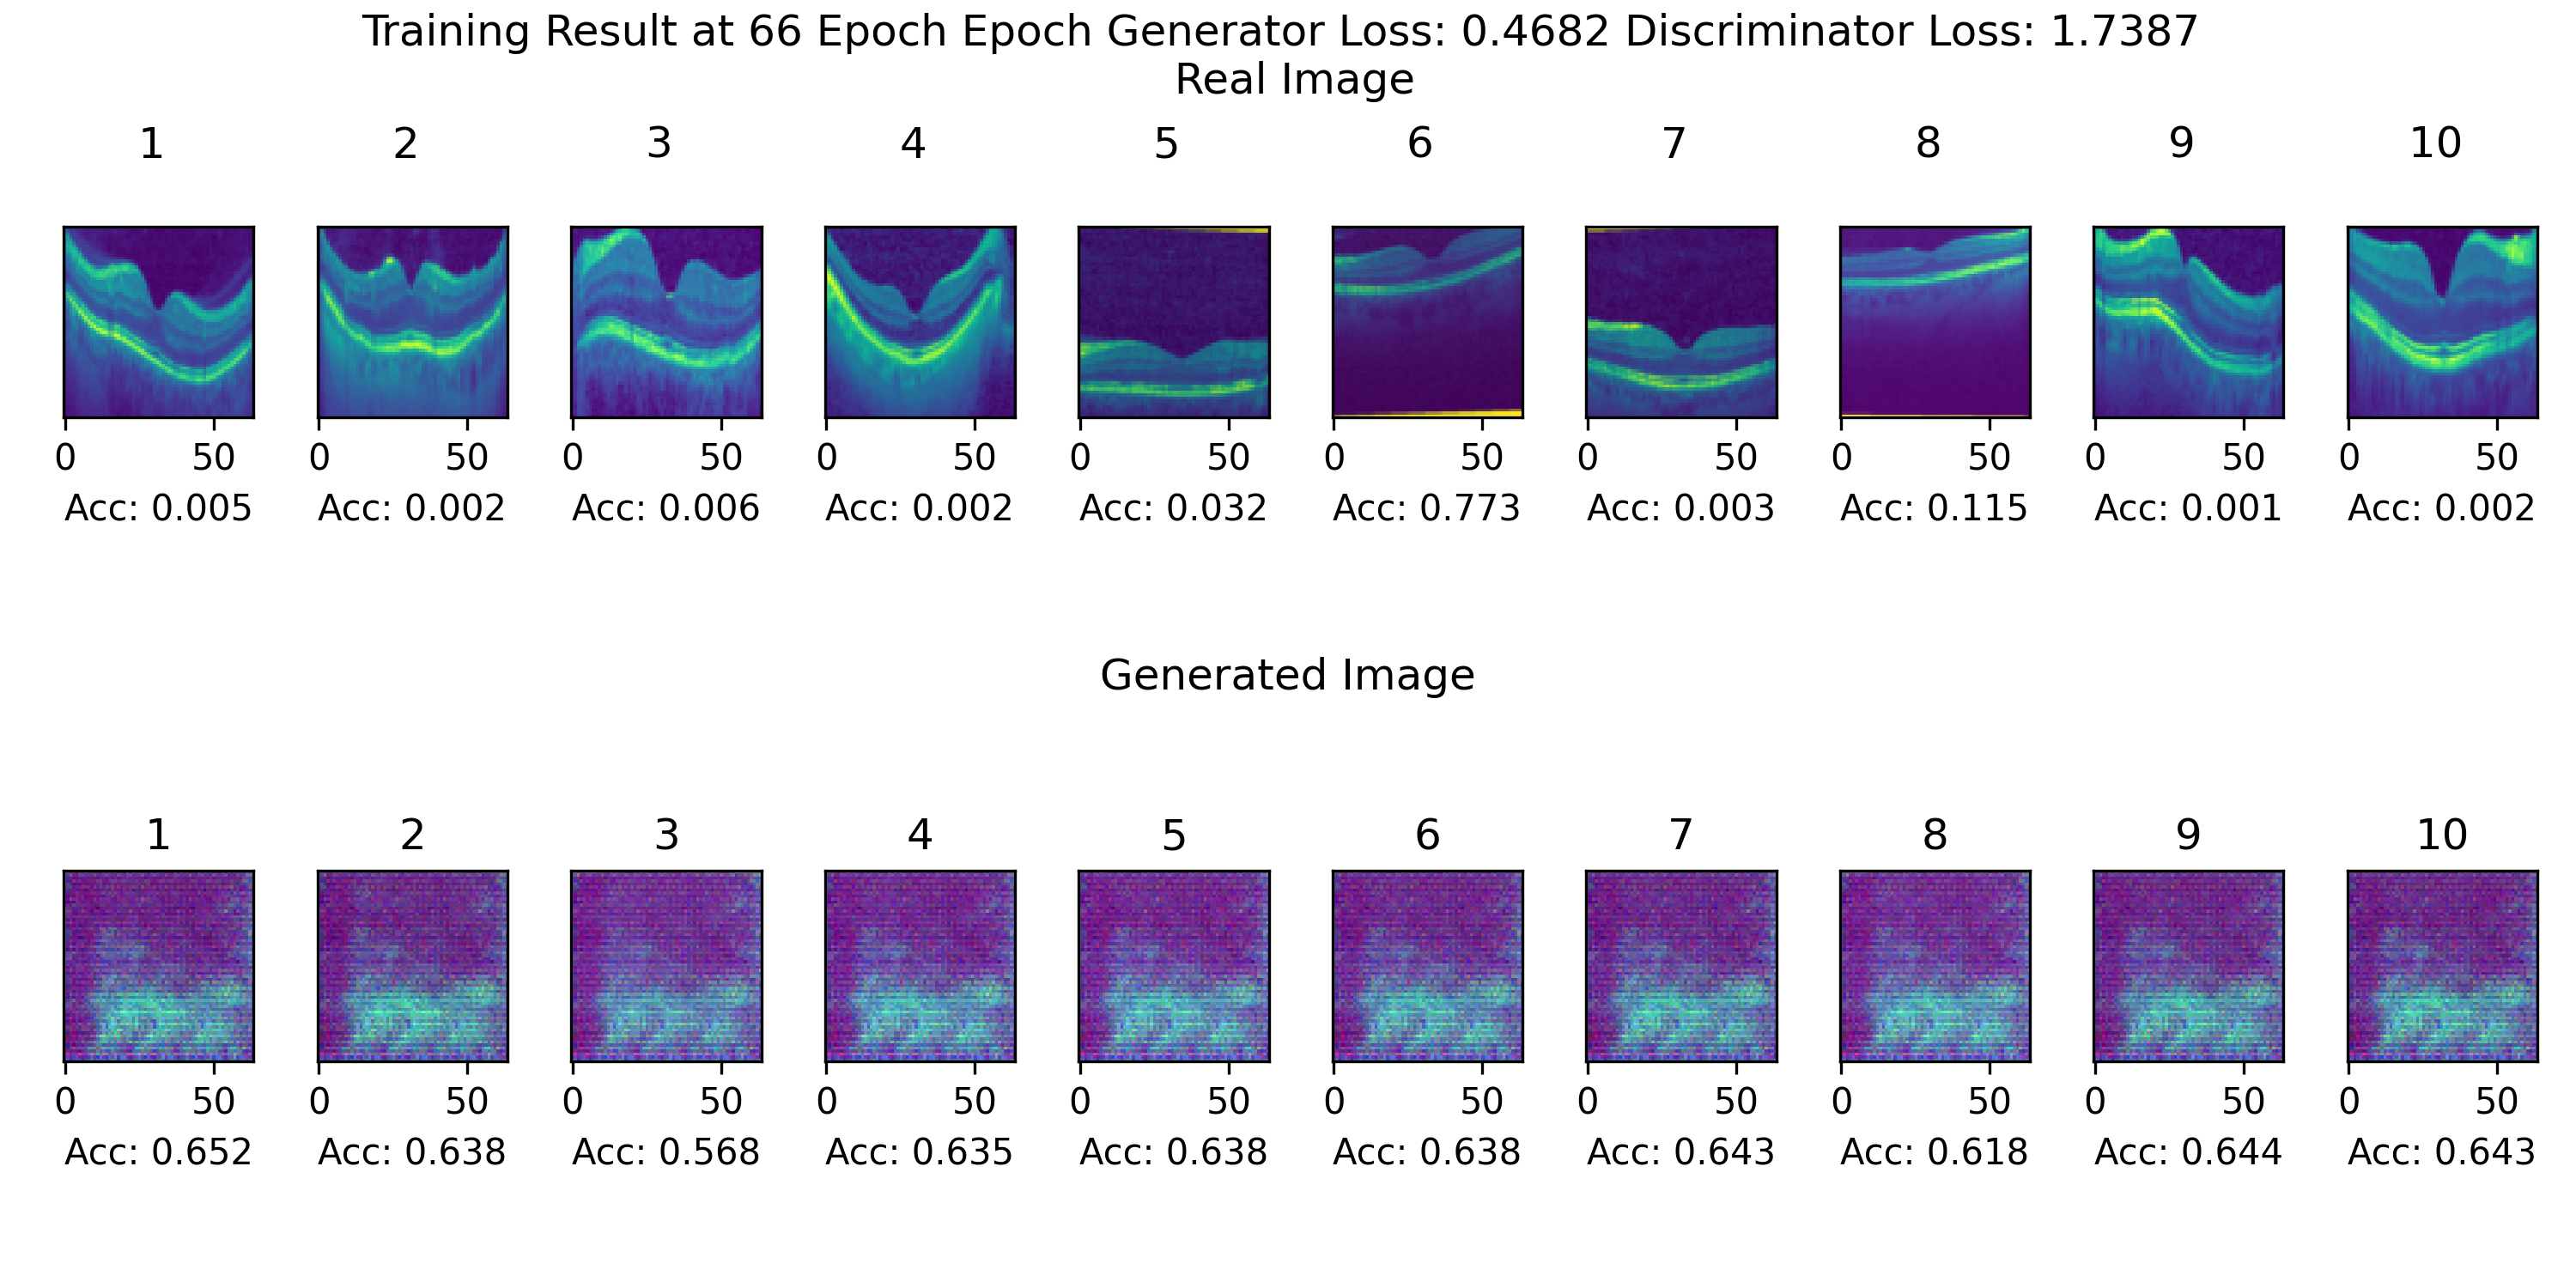 Training Result at 66 Epoch Epoch Generator Loss: 0.4682 Discriminator Loss: 1.7387
Real Image
1 2 3 4 5 6 7 8 9 10
0 50 0 50 0 50 0 50 0 50 0 50 0 50 0 50 0 50 0 50
Acc: 0.005 Acc: 0.002 Acc: 0.006 Acc: 0.002 Acc: 0.032 Acc: 0.773 Acc: 0.003 Acc: 0.115 Acc: 0.001 Acc: 0.002
Generated Image
1 2 3 4 5 6 7 8 9 10
0 50 0 50 0 50 0 50 0 50 0 50 0 50 0 50 0 50 0 50
Acc: 0.652 Acc: 0.638 Acc: 0.568 Acc: 0.635 Acc: 0.638 Acc: 0.638 Acc: 0.643 Acc: 0.618 Acc: 0.644 Acc: 0.643